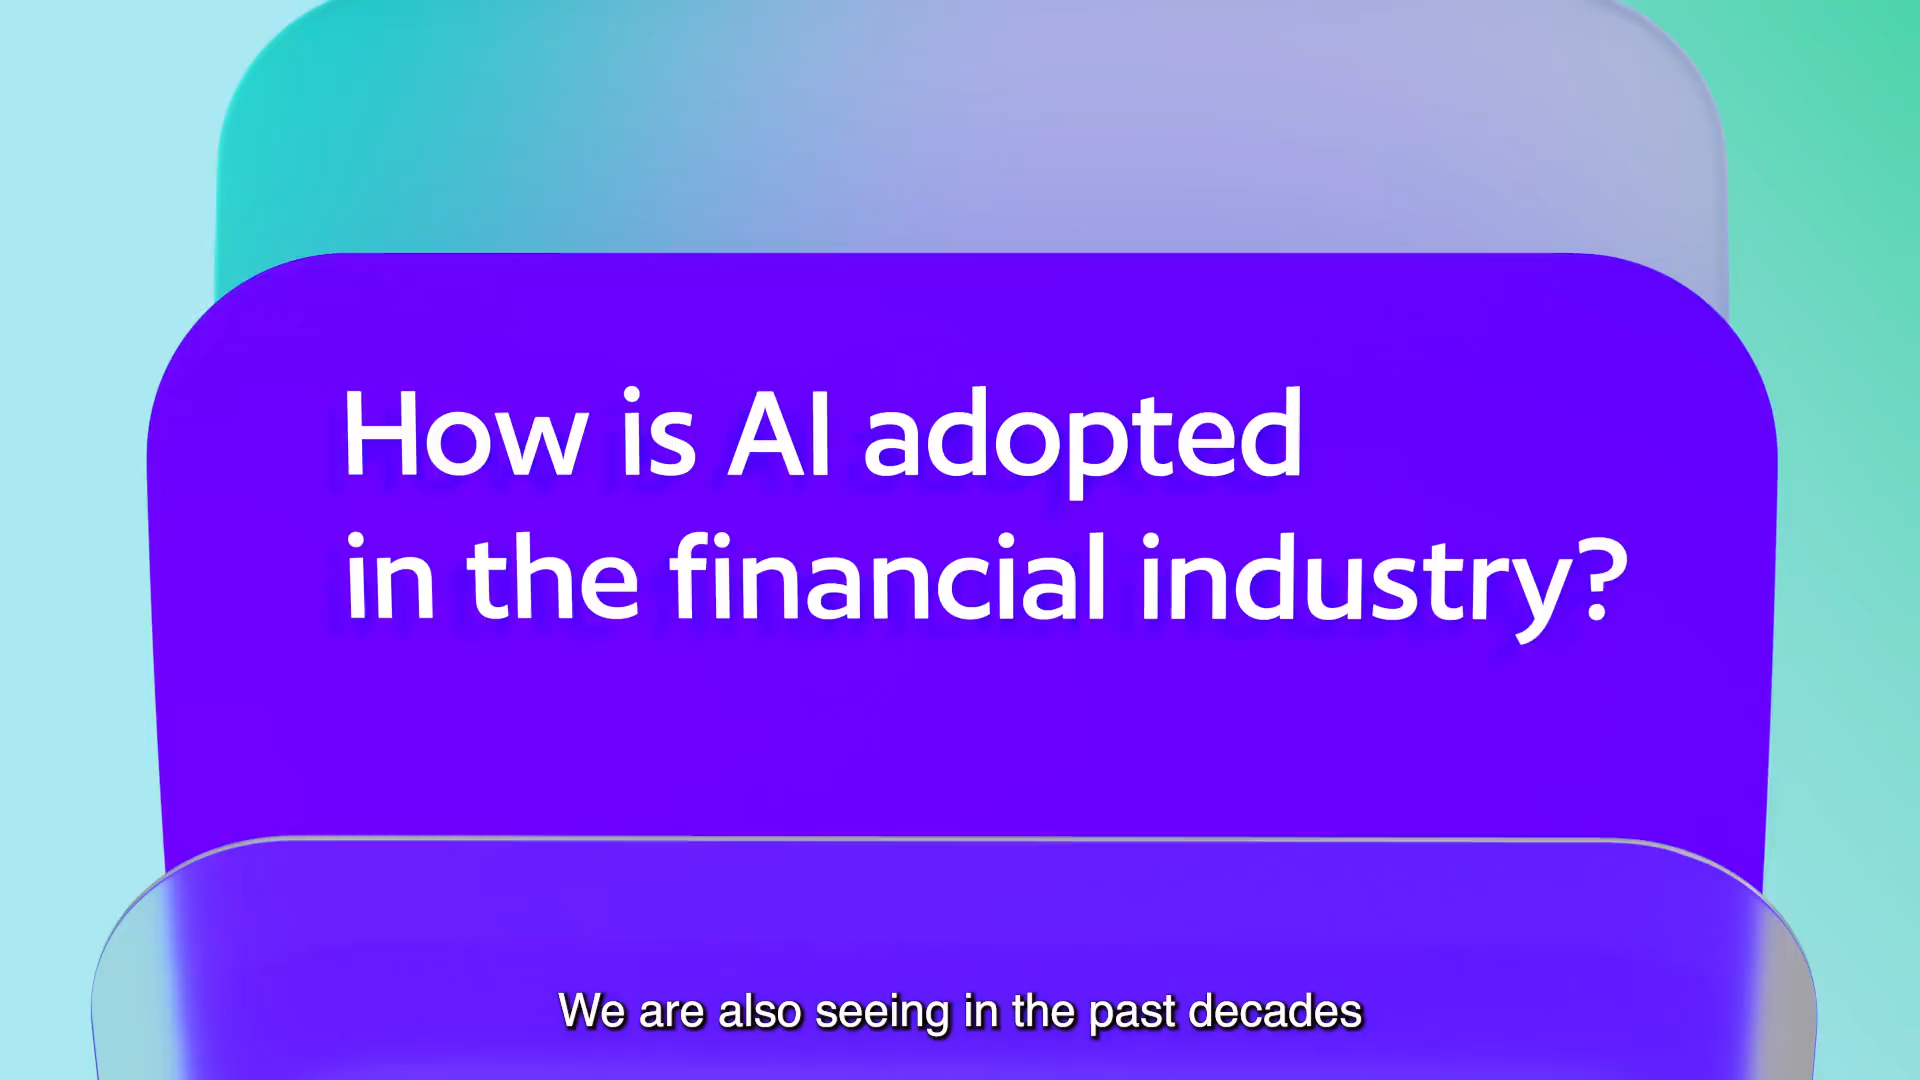 How is AI adopted
in the financial industry?
We are also seeing in the past decades